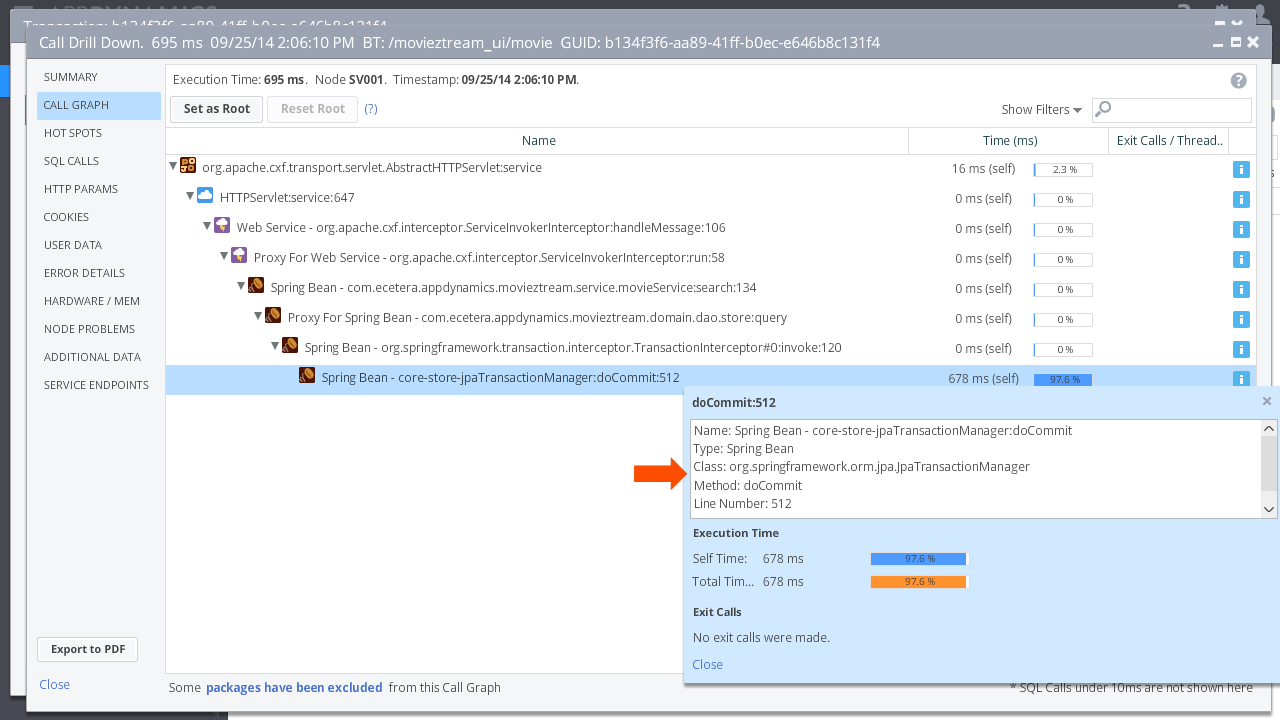 APPDYNAMICS
Transaction: b134f3f6-aa89-41ff-b0ec-e646b8c131f4
Call Drill Down. 695 ms 09/25/14 2:06:10 PM BT: /movieztream_ui/movie GUID: b134f3f6-aa89-41ff-b0ec-e646b8c131f4
SUMMARY
CALL GRAPH
HOT SPOTS
SQL CALLS
HTTP PARAMS
COOKIES
USER DATA
ERROR DETAILS
HARDWARE / MEM
NODE PROBLEMS
ADDITIONAL DATA
SERVICE ENDPOINTS
Export to PDF
Close
Execution Time: 695 ms. Node SV001. Timestamp: 09/25/14 2:06:10 PM.
Set as Root Reset Root (?) Show Filters
Name Time (ms) Exit Calls / Thread..
org.apache.cxf.transport.servlet.AbstractHTTPServlet:service 16 ms (self) 2.3 %
HTTPServlet:service:647 0 ms (self) 0 %
Web Service - org.apache.cxf.interceptor.ServiceInvokerInterceptor:handleMessage:106 0 ms (self) 0 %
Proxy For Web Service - org.apache.cxf.interceptor.ServiceInvokerInterceptor:run:58 0 ms (self) 0 %
Spring Bean - com.ecetera.appdynamics.movieztream.service.movieService:search:134 0 ms (self) 0 %
Proxy For Spring Bean - com.ecetera.appdynamics.movieztream.domain.dao.store:query 0 ms (self) 0 %
Spring Bean - org.springframework.transaction.interceptor.TransactionInterceptor#0:invoke:120 0 ms (self) 0 %
Spring Bean - core-store-jpaTransactionManager:doCommit:512 678 ms (self) 97.6 %
doCommit:512
Name: Spring Bean - core-store-jpaTransactionManager:doCommit
Type: Spring Bean
Class: org.springframework.orm.jpa.JpaTransactionManager
Method: doCommit
Line Number: 512
Execution Time
Self Time: 678 ms 97.6 %
Total Tim... 678 ms 97.6 %
Exit Calls
No exit calls were made.
Close
Some packages have been excluded from this Call Graph
* SQL Calls under 10ms are not shown here